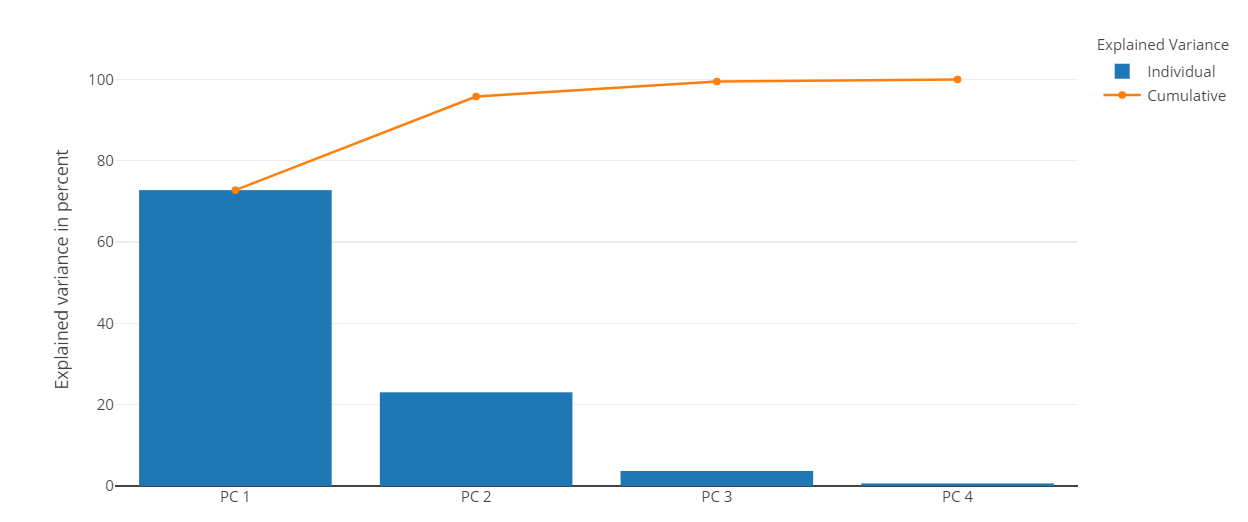 Explained Variance
Individual
Cumulative
Explained variance in percent
100
80
60
40
20
0
PC 1
PC 2
PC 3
PC 4